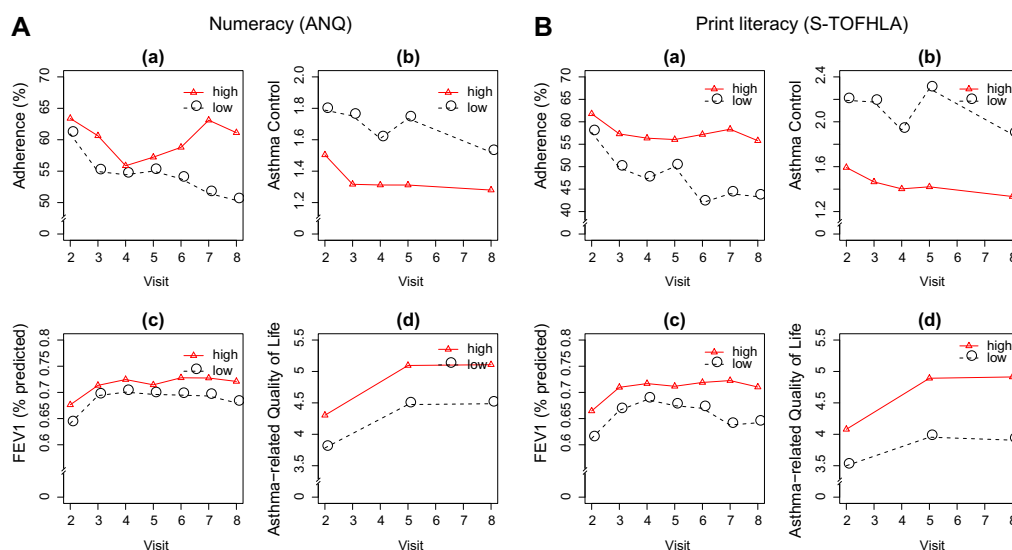 A Numeracy (ANQ)
B Print literacy (S-TOFHLA)
(a)
Adherence (%)
70
65
60
55
50
0
high
low
2 3 4 5 6 7 8
Visit
(b)
Asthma Control
2.0
1.8
1.6
1.4
1.2
0
high
low
2 3 4 5 6 7 8
Visit
(a)
Adherence (%)
70
65
60
55
50
45
40
0
high
low
2 3 4 5 6 7 8
Visit
(b)
Asthma Control
2.4
2.0
1.6
1.2
0
high
low
2 3 4 5 6 7 8
Visit
(c)
FEV1 (% predicted)
0.8
0.75
0.7
0.65
0.6
0
high
low
2 3 4 5 6 7 8
Visit
(d)
Asthma-related Quality of Life
5.5
5
4.5
4
3.5
0
high
low
2 3 4 5 6 7 8
Visit
(c)
FEV1 (% predicted)
0.8
0.75
0.7
0.65
0.6
0
high
low
2 3 4 5 6 7 8
Visit
(d)
Asthma-related Quality of Life
5.5
5
4.5
4
3.5
0
high
low
2 3 4 5 6 7 8
Visit